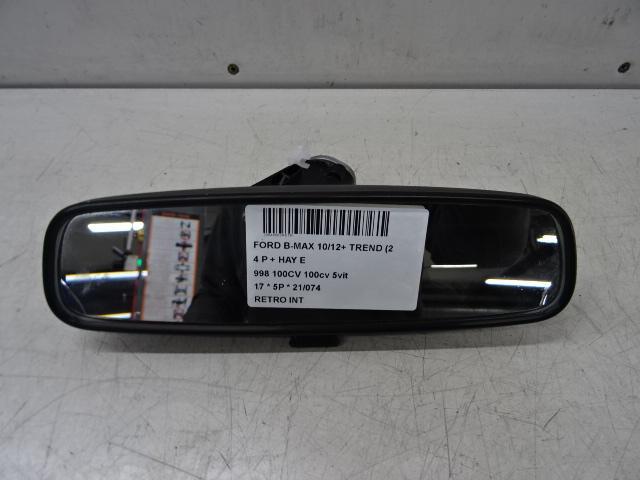 FORD B-MAX 10/12+ TREND (2
4 P + HAY E
998 100CV 100cv 5vit
17 * 5P * 21/074
RETRO INT